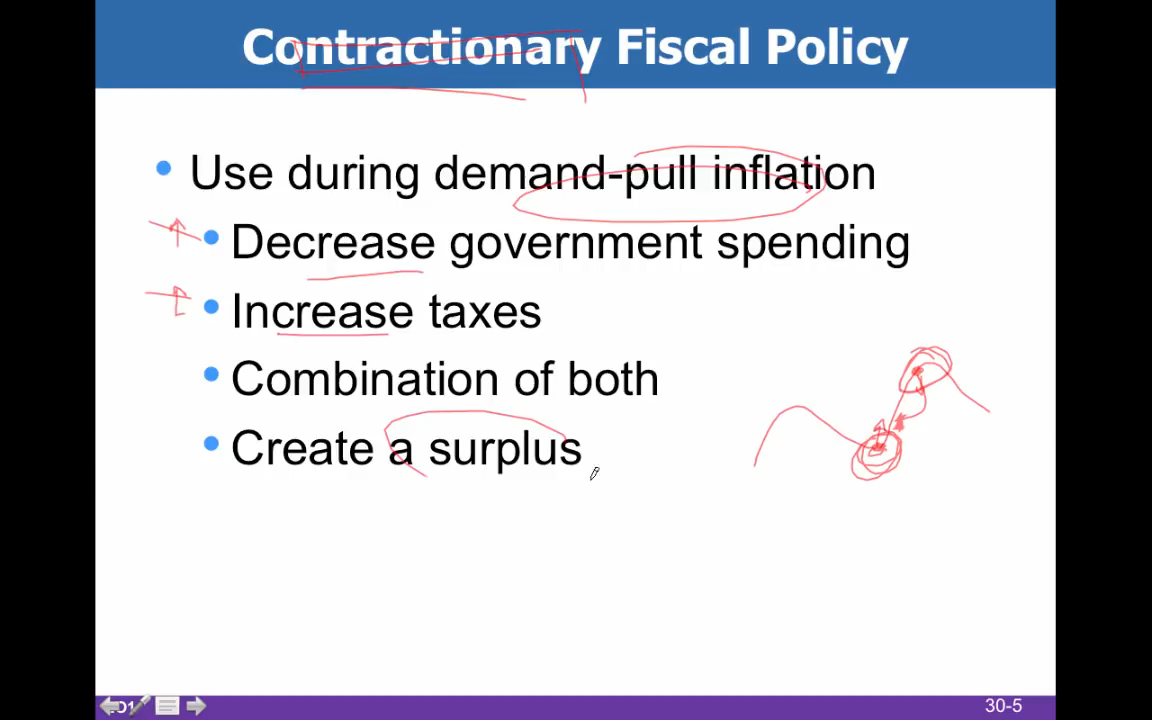 Contractionary Fiscal Policy
• Use during demand-pull inflation
• Decrease government spending
• Increase taxes
• Combination of both
• Create a surplus
30-5